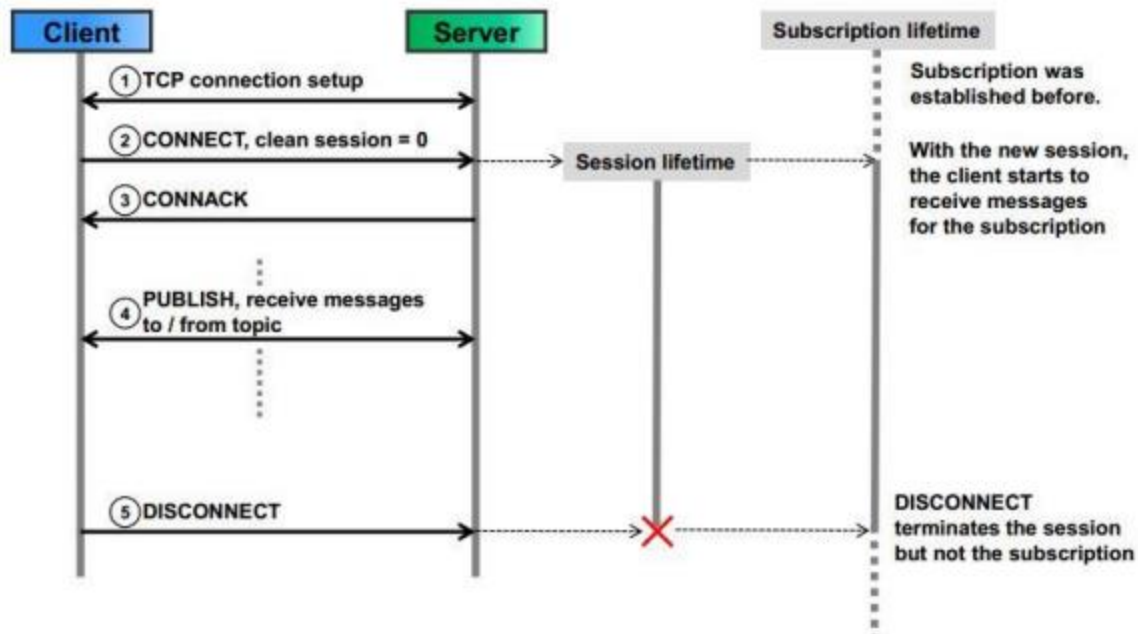 Client
Server
Subscription lifetime
1 TCP connection setup
Subscription was
established before.
2 CONNECT, clean session = 0
Session lifetime
With the new session,
the client starts to
receive messages
for the subscription
3 CONNACK
4 PUBLISH, receive messages
to / from topic
5 DISCONNECT
DISCONNECT
terminates the session
but not the subscription